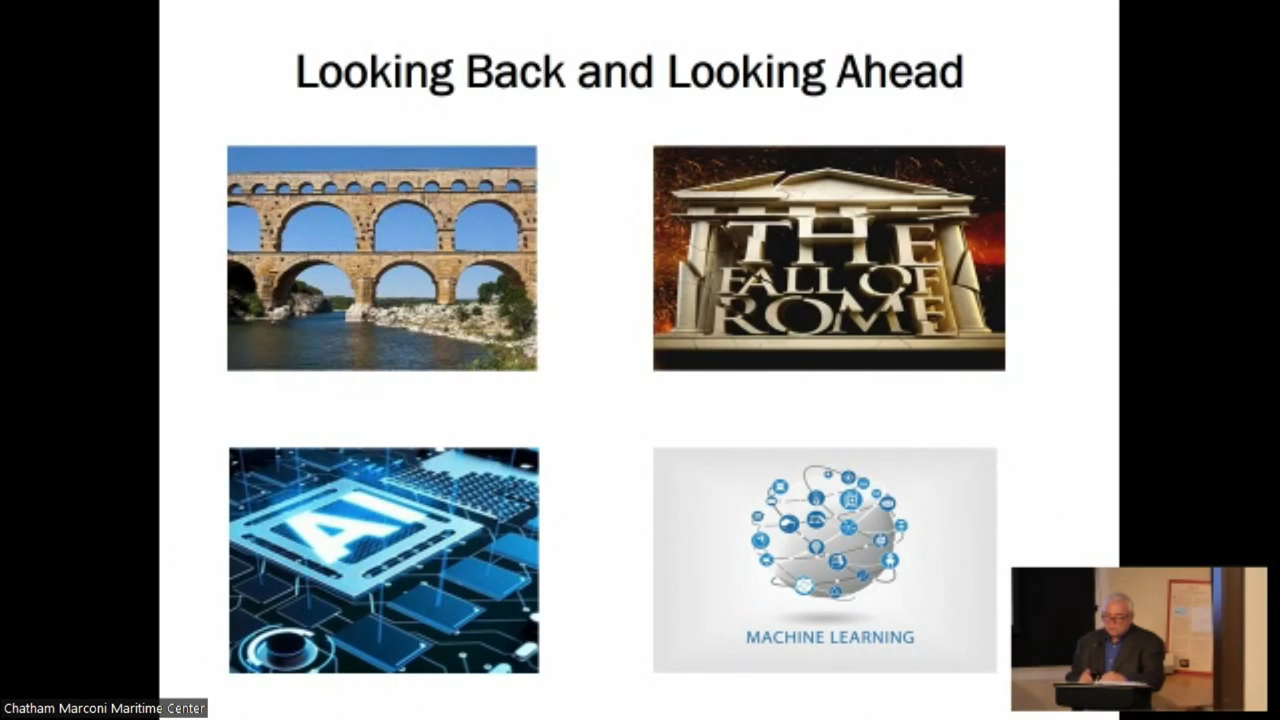 Looking Back and Looking Ahead
THE
FALL OF
ROME
AI
MACHINE LEARNING
Chatham Marconi Maritime Center